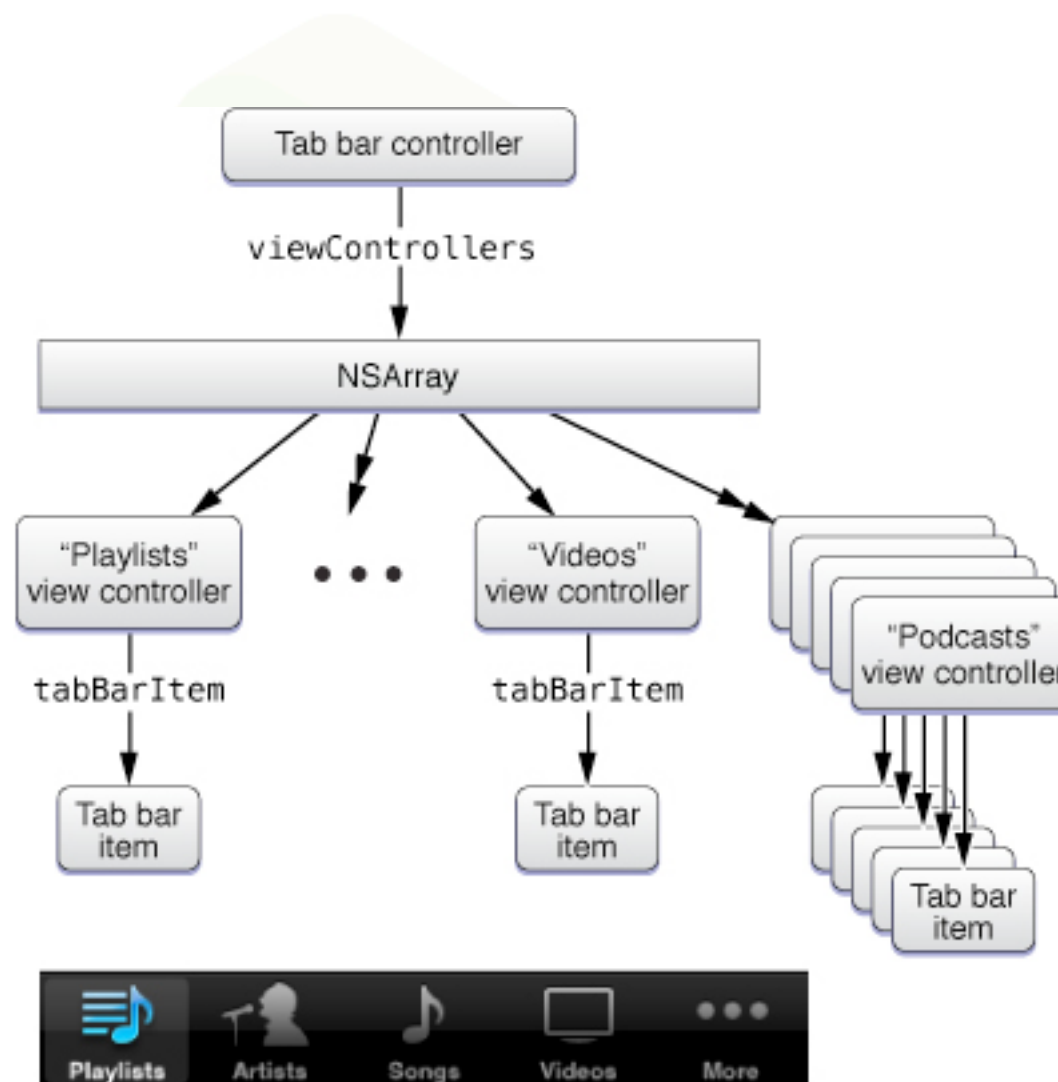 Tab bar controller
viewControllers
NSArray
“Playlists”
view controller
“Videos”
view controller
“Podcasts”
view controller
tabBarItem
tabBarItem
Tab bar
item
Tab bar
item
Tab bar
item
Playlists
Artists
Songs
Videos
More